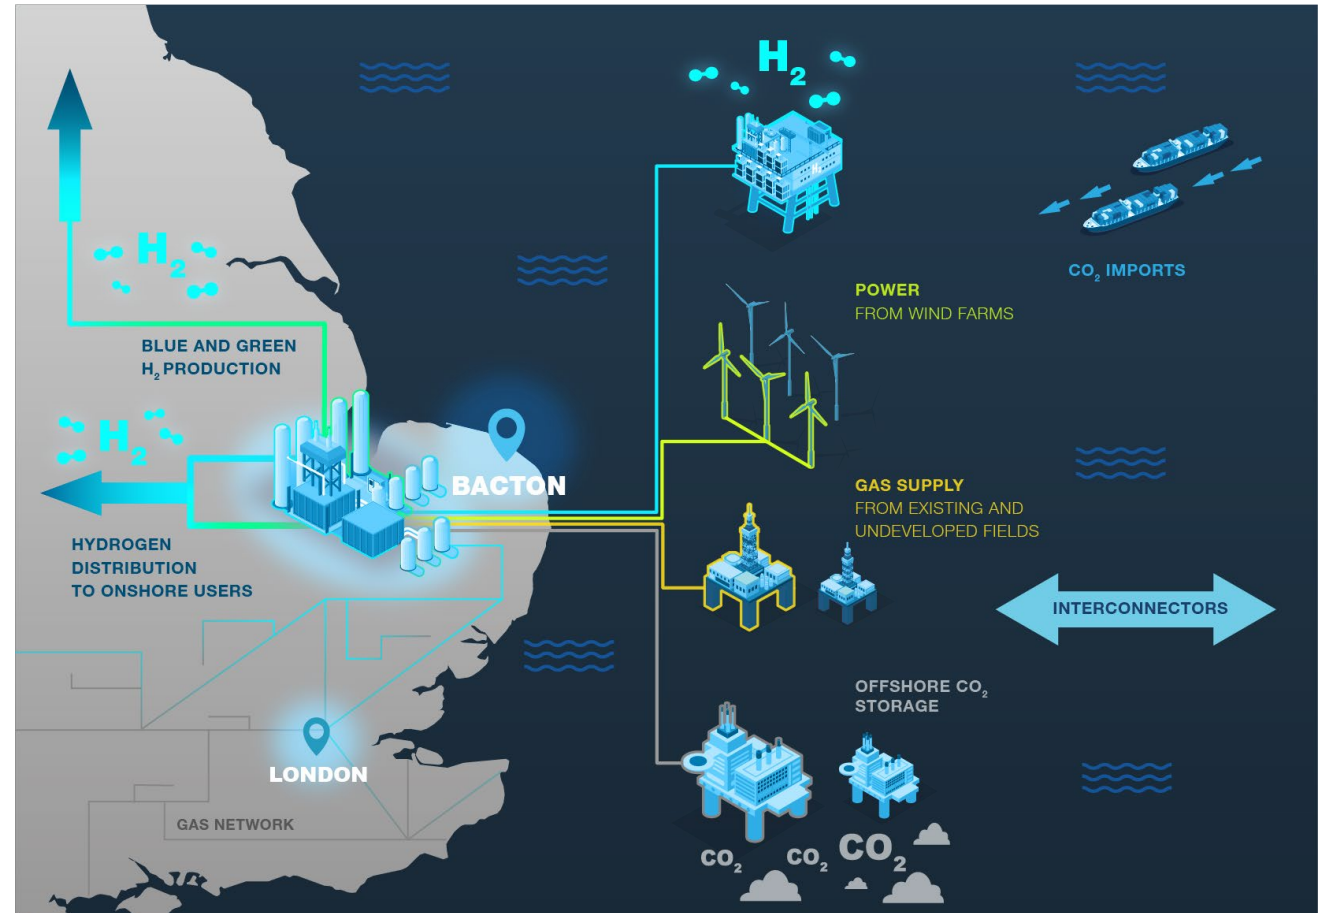 H2
CO2 IMPORTS
H2
POWER
FROM WIND FARMS
BLUE AND GREEN
H2 PRODUCTION
H2
BACTON
GAS SUPPLY
FROM EXISTING AND
UNDEVELOPED FIELDS
HYDROGEN
DISTRIBUTION
TO ONSHORE USERS
INTERCONNECTORS
OFFSHORE CO2
STORAGE
LONDON
GAS NETWORK
CO2
CO2
CO2